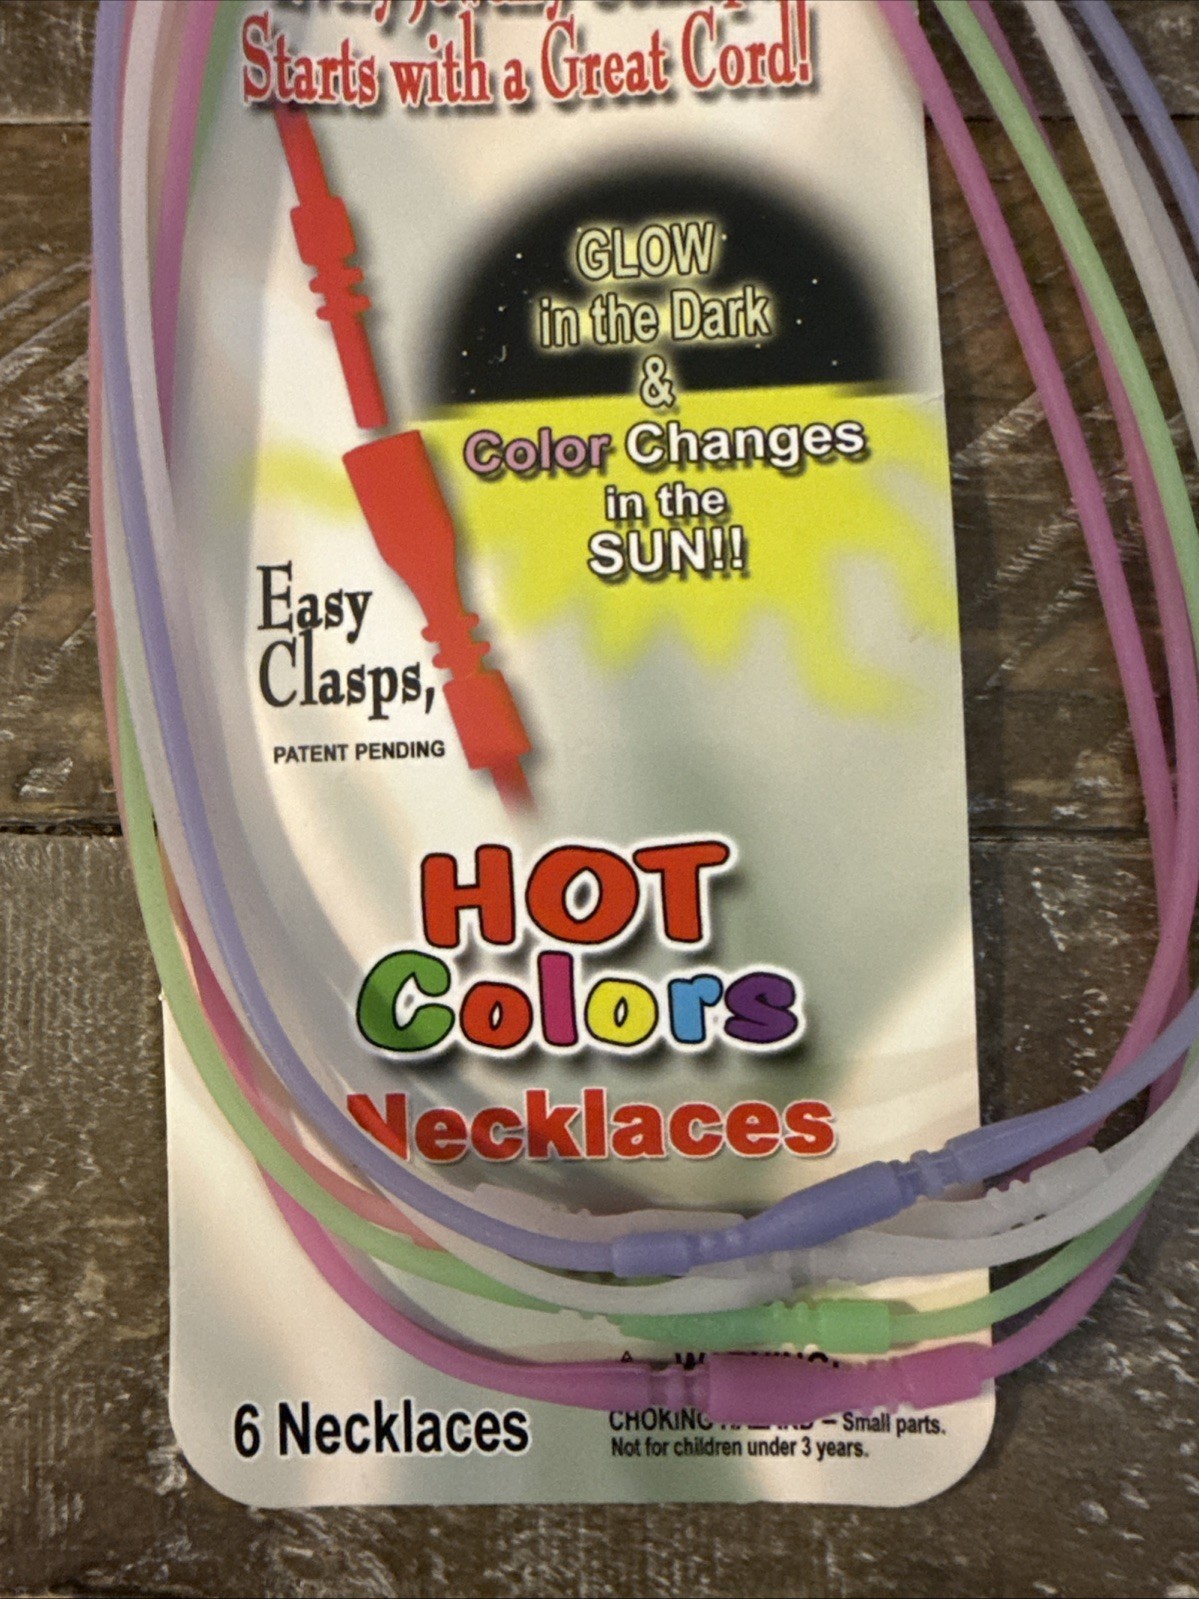 Starts with a Great Cord!
GLOW
in the Dark
&
Color Changes
in the
SUN!!
Easy
Clasps,
PATENT PENDING
HOT
Colors
Necklaces
6 Necklaces
CHOKING – Small parts.
Not for children under 3 years.